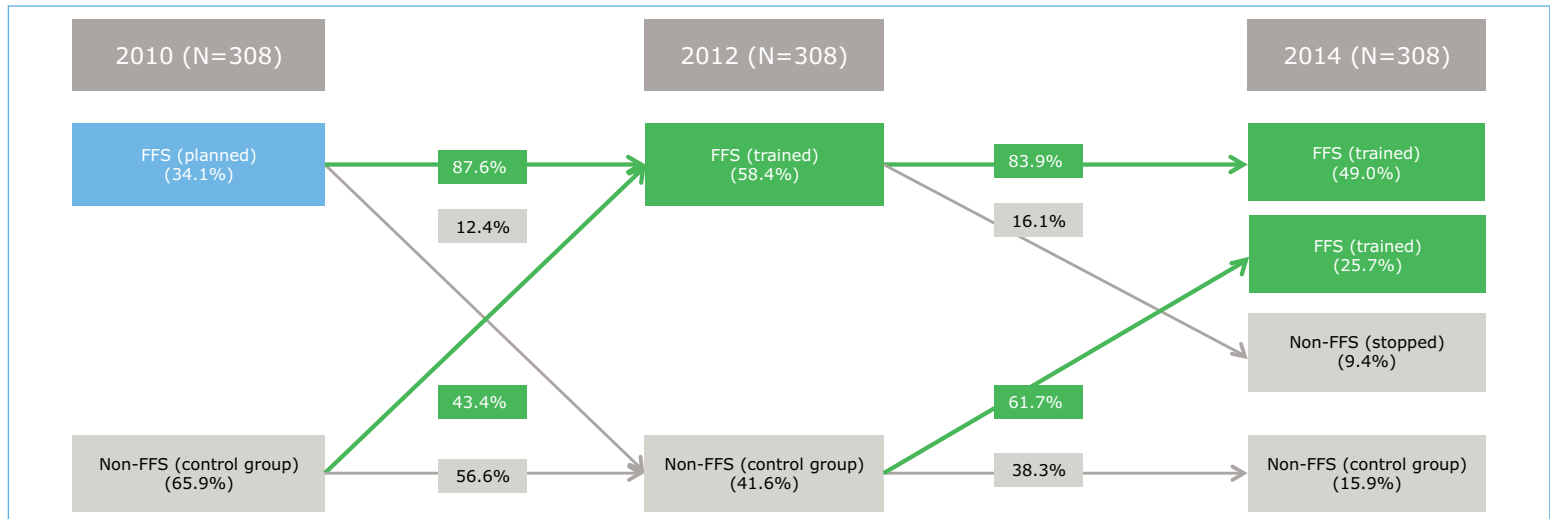 2010 (N=308)
2012 (N=308)
2014 (N=308)
FFS (planned)
(34.1%)
87.6%
12.4%
FFS (trained)
(58.4%)
83.9%
16.1%
FFS (trained)
(49.0%)
FFS (trained)
(25.7%)
Non-FFS (stopped)
(9.4%)
Non-FFS (control group)
(65.9%)
43.4%
56.6%
Non-FFS (control group)
(41.6%)
61.7%
38.3%
Non-FFS (control group)
(15.9%)